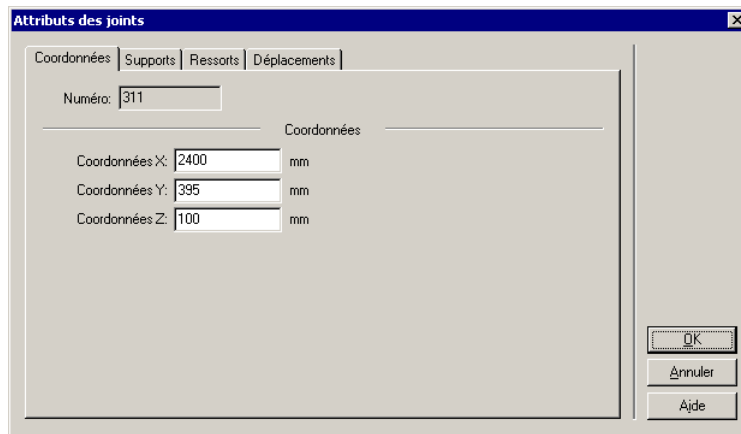 Attributs des joints
Coordonnées Supports Ressorts Déplacements
Numéro: 311
Coordonnées
Coordonnées X: 2400 mm
Coordonnées Y: 395 mm
Coordonnées Z: 100 mm
OK
Annuler
Aide